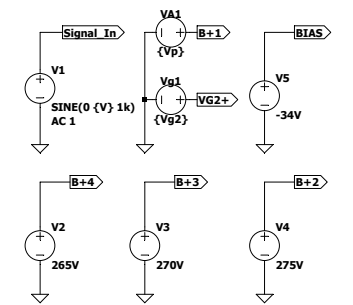 Signal_In
VA1
B+1
{Vp}
BIAS
V1
Vg1
VG2+
{Vg2}
V5
SINE(0 {V} 1k)
AC 1
-34V
B+4
B+3
B+2
V2
V3
V4
265V
270V
275V